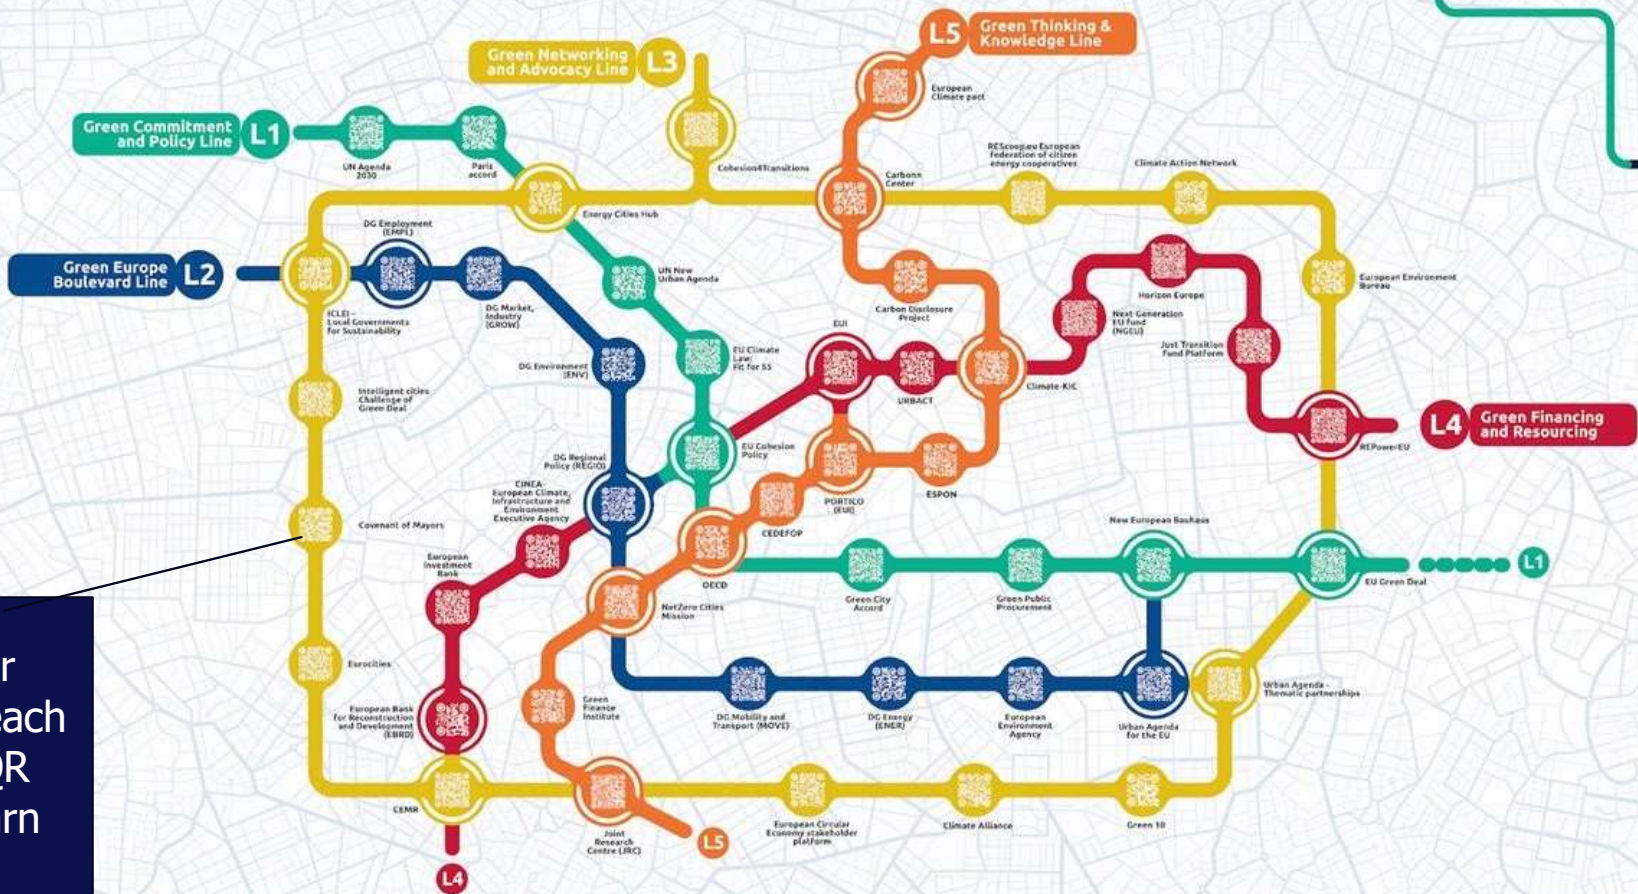 L5
Green Thinking &
Knowledge Line
Green Networking
and Advocacy Line
L3
European
Climate pact
Green Commitment
and Policy Line
L1
UN Agenda
2030
Paris
accord
Cohesion4Transitions
Carbonn
Center
REScoop.eu European
federation of citizen
energy cooperatives
Climate Action Network
Energy Cities Hub
DG Employment
(EMPL)
Green Europe
Boulevard Line
L2
ICLEI –
Local Governments
for Sustainability
DG Market,
Industry
(GROW)
UN New
Urban Agenda
Carbon Disclosure
Project
Horizon Europe
European Environment
Bureau
DG Environment
(ENV)
EU Climate
Law:
Fit for 55
EUI
URBACT
Climate-KIC
Next Generation
EU fund
(NGEU)
Just Transition
Fund Platform
Intelligent cities
Challenge of
Green Deal
L4
Green Financing
and Resourcing
REPowerEU
DG Regional
Policy (REGIO)
EU Cohesion
Policy
CINEA-
European Climate,
Infrastructure and
Environment
Executive Agency
PORTICO
(EUI)
ESPON
CEDEFOP
Covenant of Mayors
New European Bauhaus
European
Investment
Bank
OECD
Green City
Accord
Green Public
Procurement
EU Green Deal
L1
NetZero Cities
Mission
Eurocities
European Bank
for Reconstruction
and Development
(EBRD)
Green
Finance
Institute
DG Mobility and
Transport (MOVE)
DG Energy
(ENER)
European
Environment
Agency
Urban Agenda
for the EU
Urban Agenda -
Thematic partnerships
CEMR
Joint
Research
Centre (JRC)
L5
European Circular
Economy stakeholder
platform
Climate Alliance
Green 10
L4
r
each
QR
arn